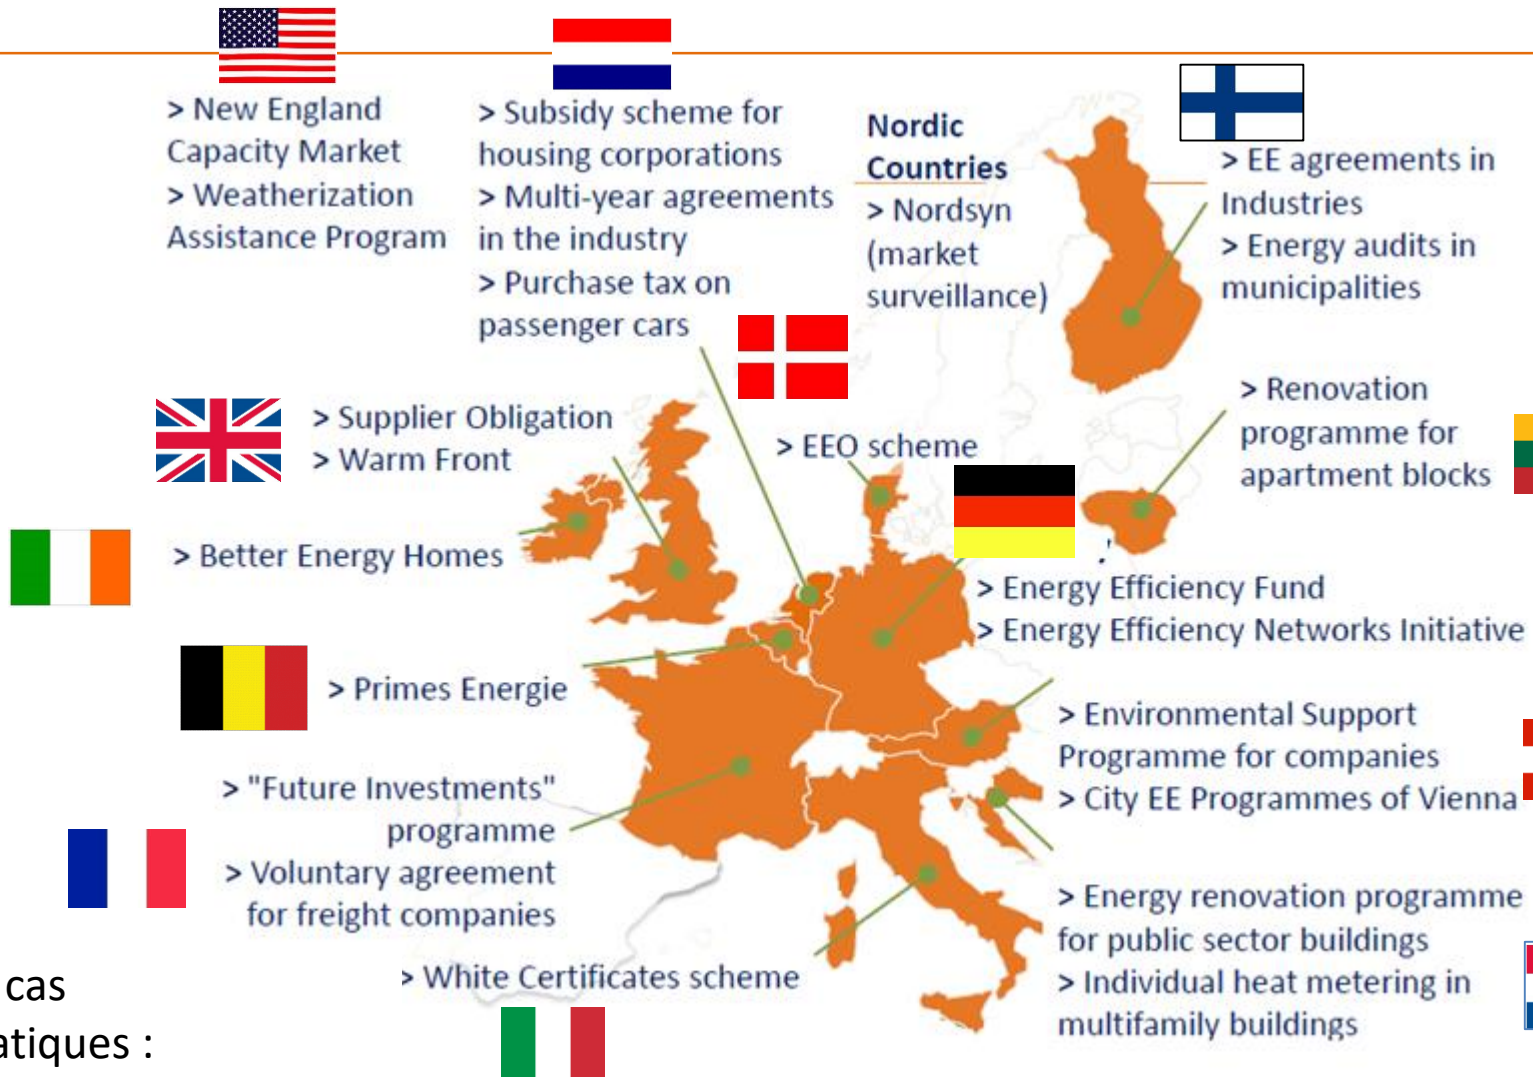 > New England
Capacity Market
> Weatherization
Assistance Program
> Subsidy scheme for
housing corporations
> Multi-year agreements
in the industry
> Purchase tax on
passenger cars
Nordic
Countries
> Nordsyn
(market
surveillance)
> EE agreements in
Industries
> Energy audits in
municipalities
> Supplier Obligation
> Warm Front
> EEO scheme
> Renovation
programme for
apartment blocks
> Better Energy Homes
> Energy Efficiency Fund
> Energy Efficiency Networks Initiative
> Primes Energie
> Environmental Support
Programme for companies
> City EE Programmes of Vienna
> "Future Investments"
programme
> Voluntary agreement
for freight companies
> Energy renovation programme
for public sector buildings
> Individual heat metering in
multifamily buildings
> White Certificates scheme
cas
atiques :